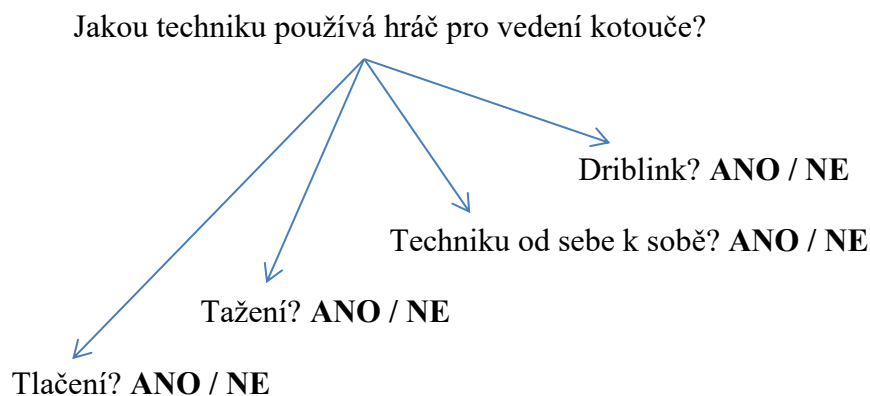 Jakou techniku používá hráč pro vedení kotouče?
Driblink? ANO / NE
Techniku od sebe k sobě? ANO / NE
Tažení? ANO / NE
Tlačení? ANO / NE